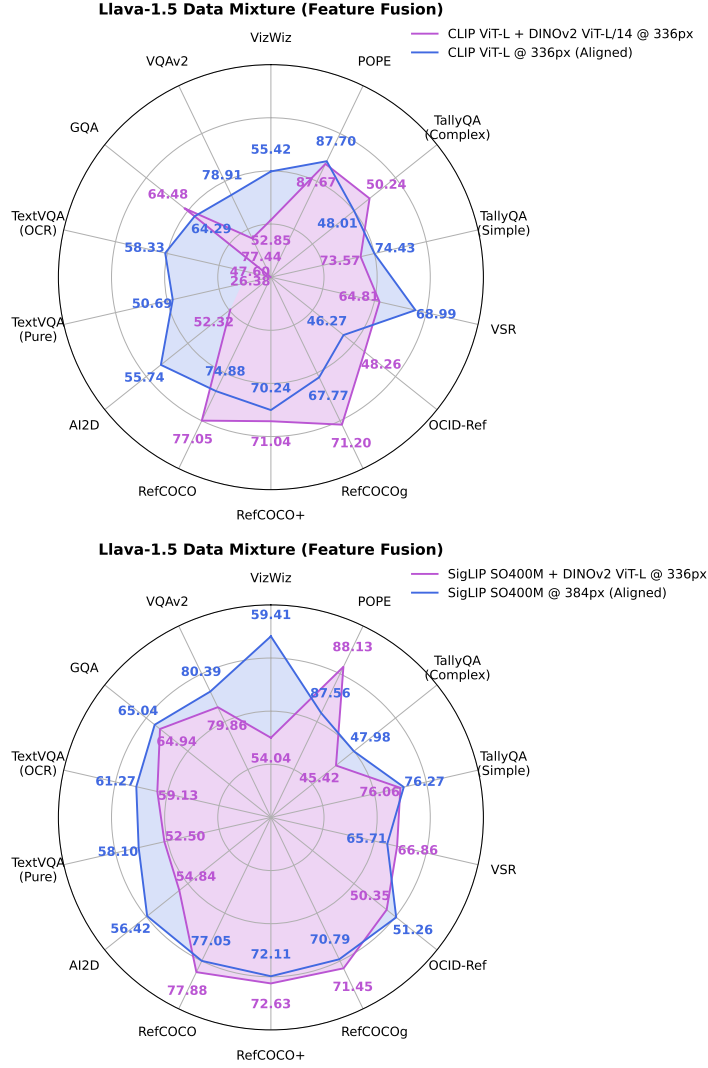 Llava-1.5 Data Mixture (Feature Fusion)
CLIP ViT-L + DINOv2 ViT-L/14 @ 336px
CLIP ViT-L @ 336px (Aligned)
VizWiz
VQAv2
POPE
GQA
TallyQA
(Complex)
TextVQA
(OCR)
TallyQA
(Simple)
TextVQA
(Pure)
VSR
AI2D
OCID-Ref
RefCOCO
RefCOCOg
RefCOCO+
55.42
87.70
78.91
87.67
50.24
64.48
48.01
64.29
52.85
58.33
74.43
77.44
73.57
47.60
26.38
64.81
50.69
68.99
52.32
46.27
48.26
55.74
74.88
70.24
67.77
77.05
71.04
71.20
Llava-1.5 Data Mixture (Feature Fusion)
SigLIP SO400M + DINOv2 ViT-L @ 336px
SigLIP SO400M @ 384px (Aligned)
VizWiz
VQAv2
POPE
GQA
TallyQA
(Complex)
TextVQA
(OCR)
TallyQA
(Simple)
TextVQA
(Pure)
VSR
AI2D
OCID-Ref
RefCOCO
RefCOCOg
RefCOCO+
59.41
88.13
80.39
87.56
65.04
79.86
47.98
64.94
54.04
45.42
61.27
76.27
59.13
76.06
52.50
65.71
58.10
66.86
54.84
50.35
56.42
51.26
77.05
72.11
70.79
77.88
72.63
71.45